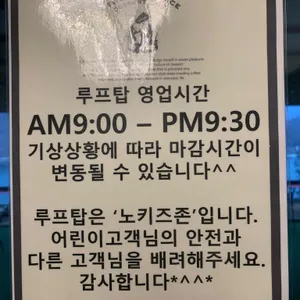 루프탑 영업시간
AM9:00 – PM9:30
기상상황에 따라 마감시간이
변동될 수 있습니다^^
루프탑은 '노키즈존'입니다.
어린이고객님의 안전과
다른 고객님을 배려해주세요.
감사합니다*^^*